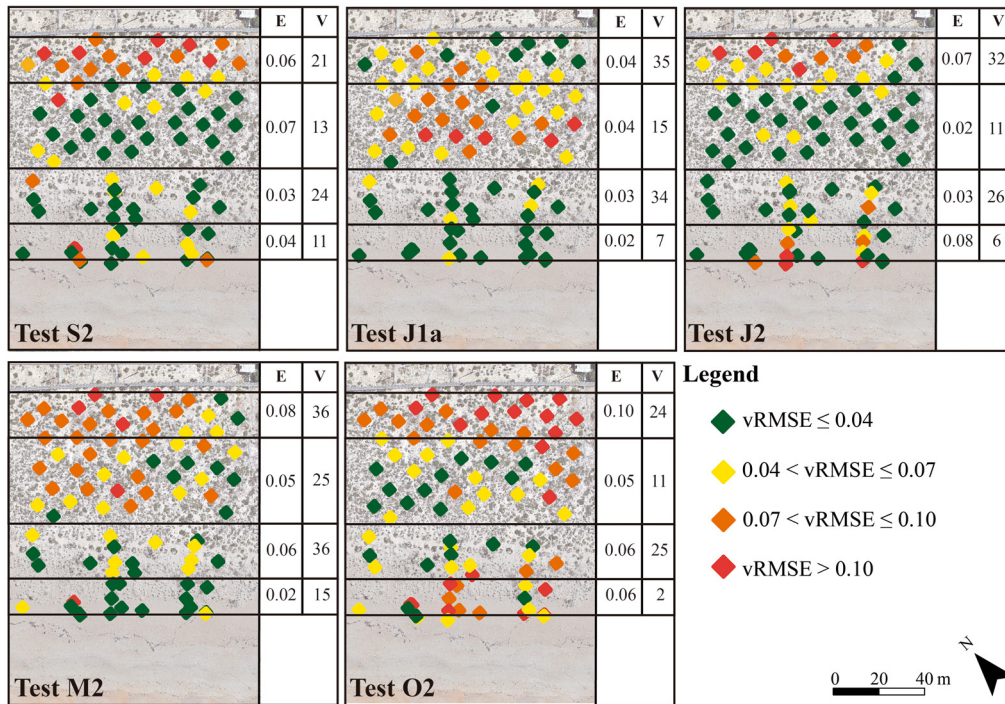 E V
0.06 21
0.07 13
0.03 24
0.04 11
Test S2
E V
0.04 35
0.04 15
0.03 34
0.02 7
Test J1a
E V
0.07 32
0.02 11
0.03 26
0.08 6
Test J2
E V
0.08 36
0.05 25
0.06 36
0.02 15
Test M2
E V
0.10 24
0.05 11
0.06 25
0.06 2
Test O2
Legend
vRMSE ≤ 0.04
0.04 < vRMSE ≤ 0.07
0.07 < vRMSE ≤ 0.10
vRMSE > 0.10
N
0 20 40 m